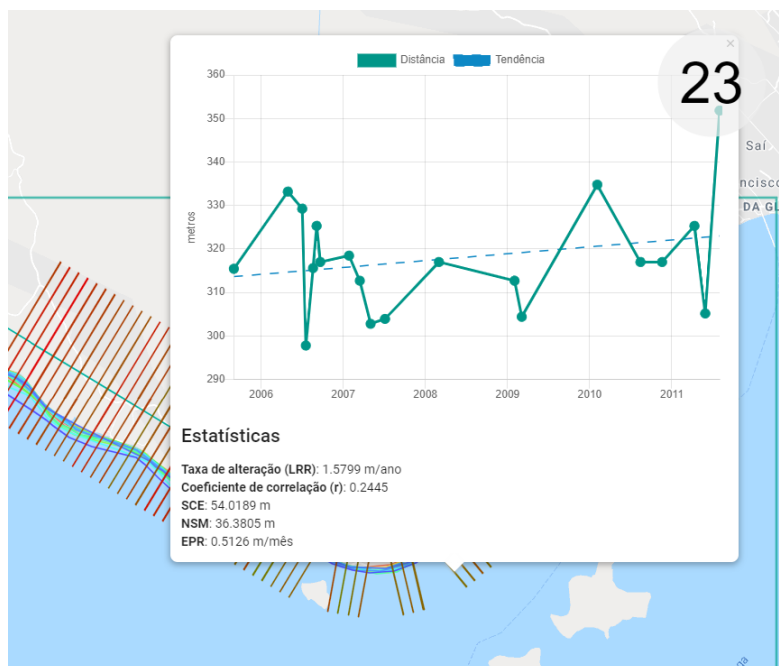 ×
Distância Tendência
23
360
350
340
330
320
310
300
290
metros
2006 2007 2008 2009 2010 2011
Estatísticas
Taxa de alteração (LRR): 1.5799 m/ano
Coeficiente de correlação (r): 0.2445
SCE: 54.0189 m
NSM: 36.3805 m
EPR: 0.5126 m/mês
Saí
ncisco
DA GL